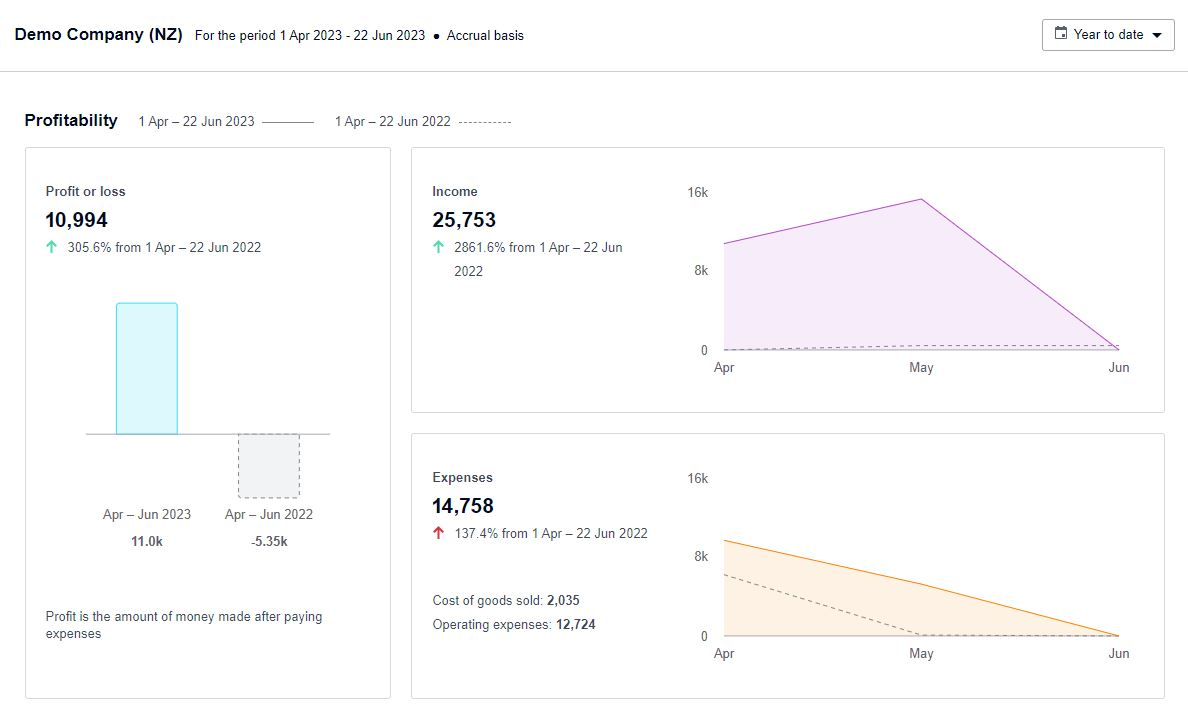 Demo Company (NZ) For the period 1 Apr 2023 - 22 Jun 2023 ● Accrual basis
Year to date
Profitability 1 Apr – 22 Jun 2023 1 Apr – 22 Jun 2022
Profit or loss
10,994
305.6% from 1 Apr – 22 Jun 2022
Apr – Jun 2023 Apr – Jun 2022
11.0k -5.35k
Profit is the amount of money made after paying
expenses
Income
25,753
2861.6% from 1 Apr – 22 Jun
2022
16k
8k
0
Apr May Jun
Expenses
14,758
137.4% from 1 Apr – 22 Jun 2022
Cost of goods sold: 2,035
Operating expenses: 12,724
16k
8k
0
Apr May Jun